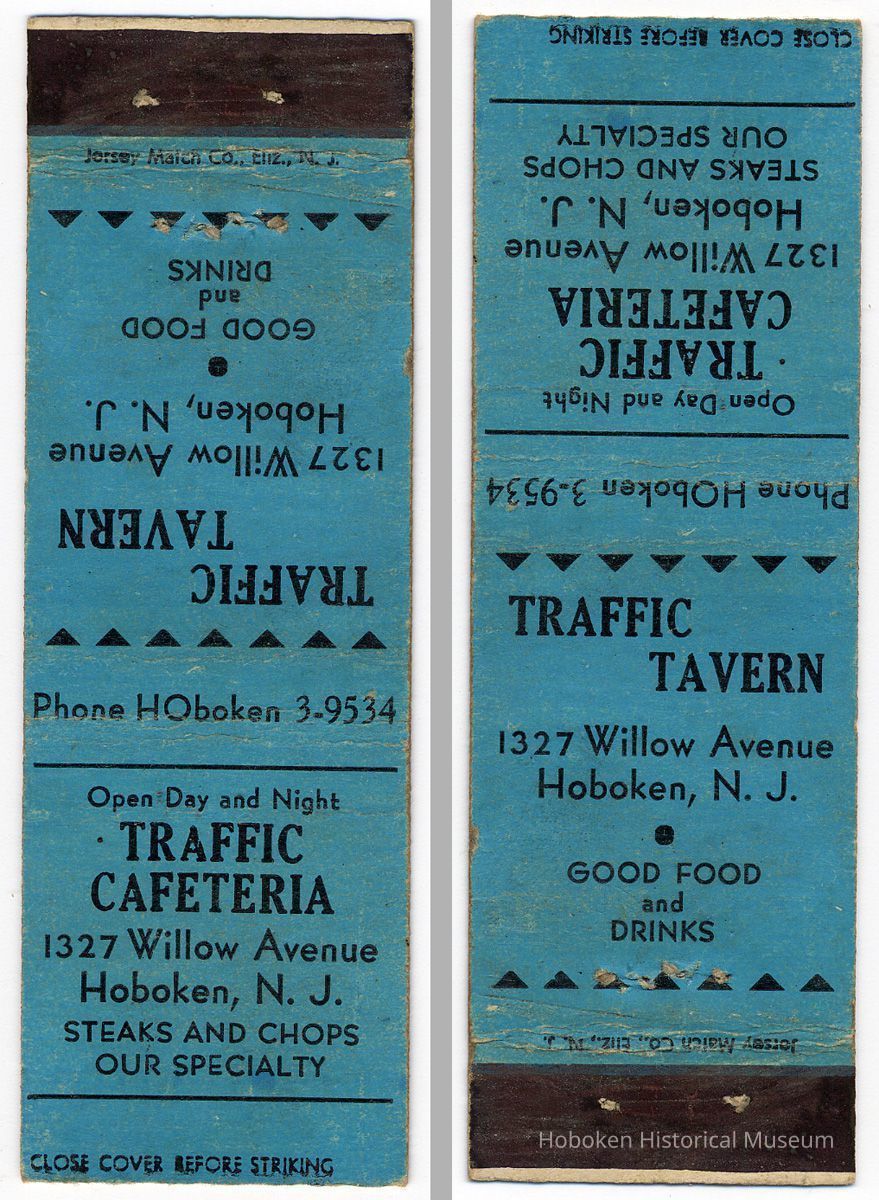 Jersey Match Co., Eliz., N. J.
GOOD FOOD
and
DRINKS
1327 Willow Avenue
Hoboken, N. J.
TRAFFIC
TAVERN
Phone HOboken 3-9534
Open Day and Night
TRAFFIC
CAFETERIA
1327 Willow Avenue
Hoboken, N. J.
STEAKS AND CHOPS
OUR SPECIALTY
CLOSE COVER BEFORE STRIKING
CLOSE COVER BEFORE STRIKING
Open Day and Night
TRAFFIC
CAFETERIA
1327 Willow Avenue
Hoboken, N. J.
STEAKS AND CHOPS
OUR SPECIALTY
Phone HOboken 3-9534
TRAFFIC
TAVERN
1327 Willow Avenue
Hoboken, N. J.
GOOD FOOD
and
DRINKS
Jersey Match Co., Eliz., N. J.
Hoboken Historical Museum